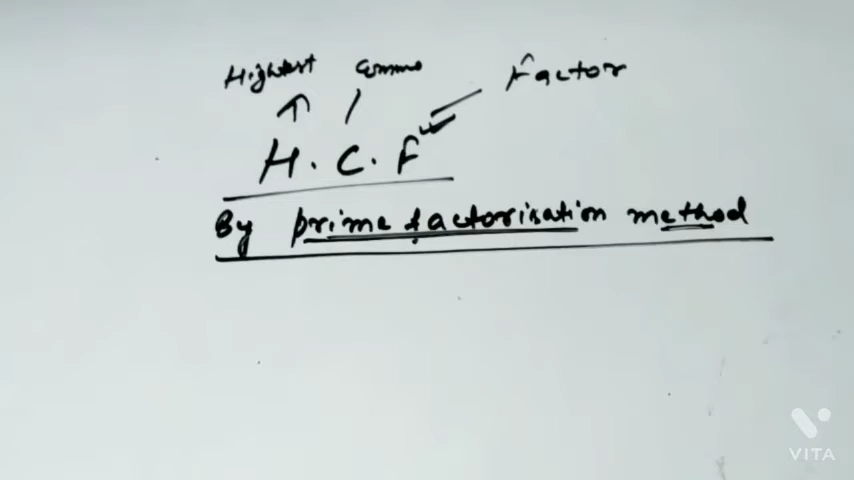 Highest Common Factor
H. C. F
By prime factorisation method
VITA